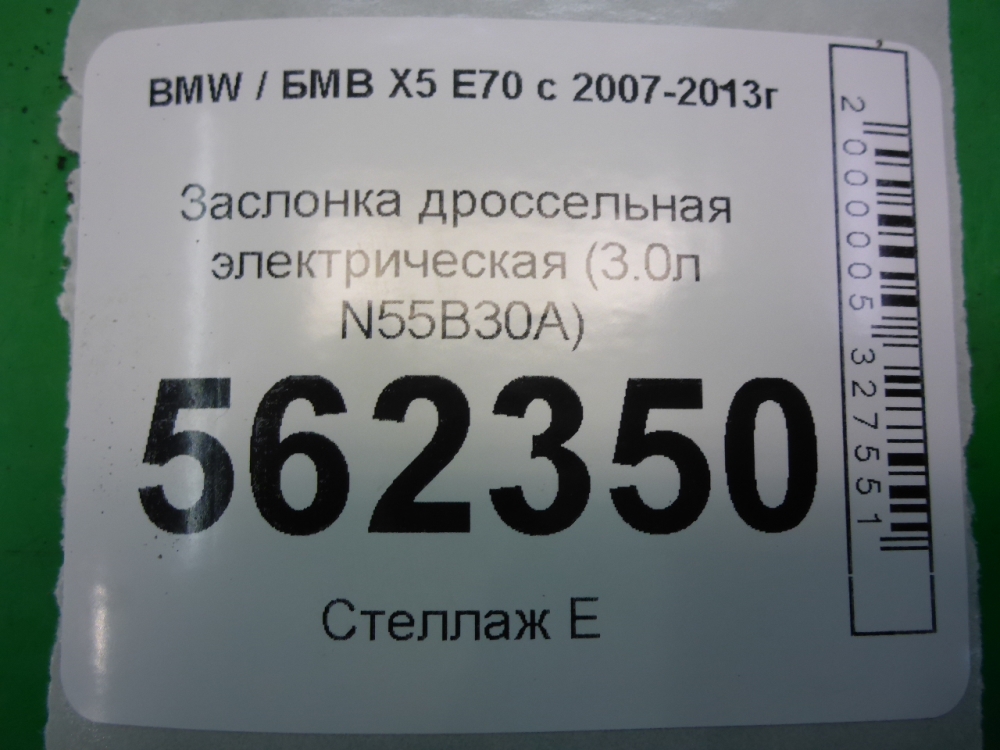 BMW / БМВ X5 E70 с 2007-2013г
Заслонка дроссельная
электрическая (3.0л
N55B30A)
562350
Стеллаж Е
2000005327551